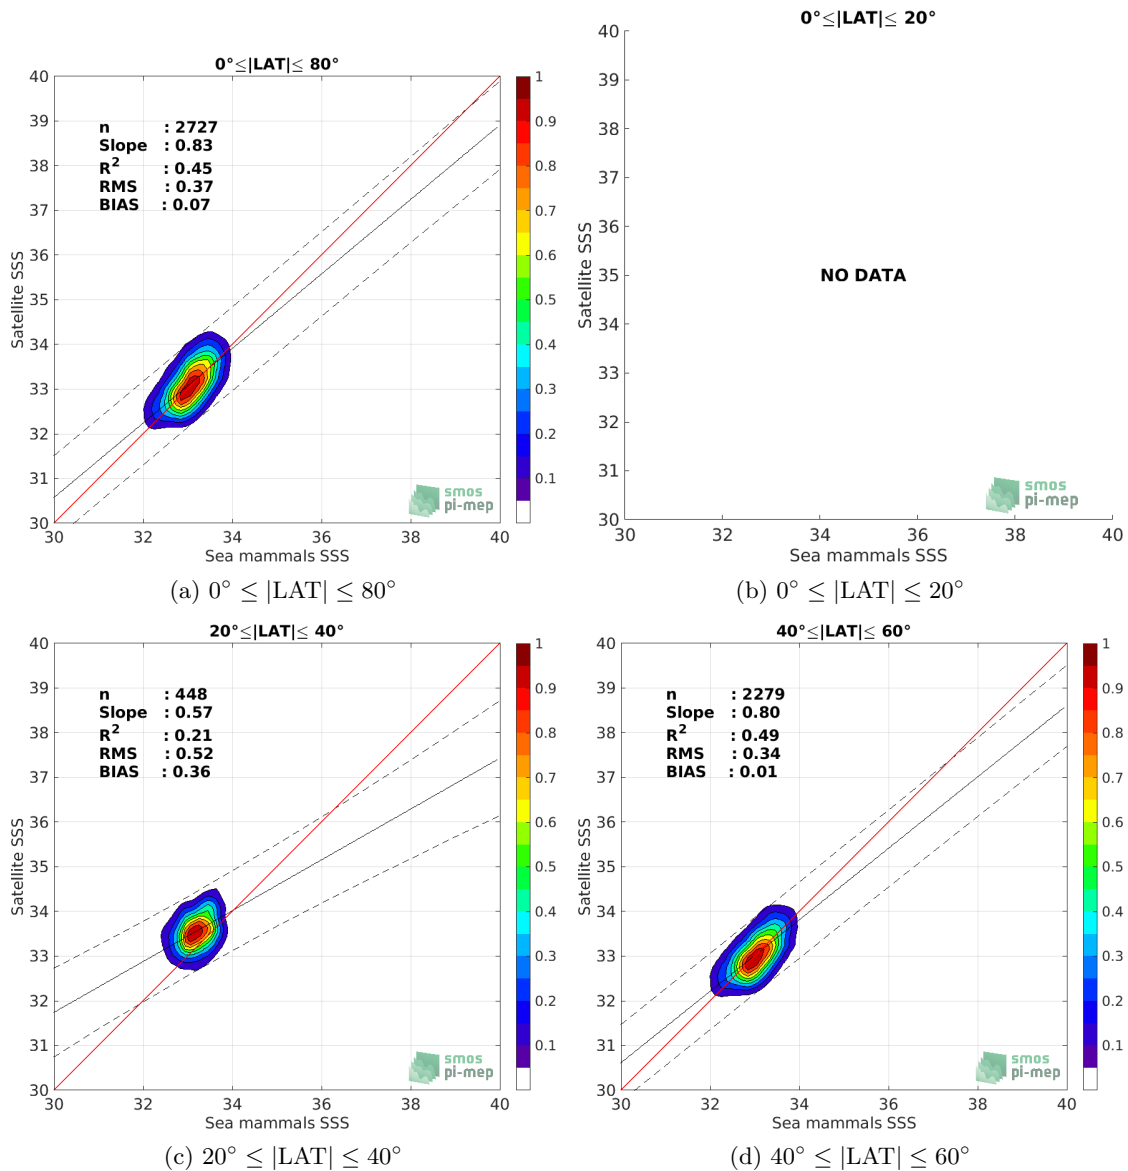 0°≤|LAT|≤ 80°
n : 2727
Slope : 0.83
R² : 0.45
RMS : 0.37
BIAS : 0.07
Satellite SSS
40
39
38
37
36
35
34
33
32
31
30
30 32 34 36 38 40
Sea mammals SSS
1
0.9
0.8
0.7
0.6
0.5
0.4
0.3
0.2
0.1
smos
pi-mep
(a) 0° ≤ |LAT| ≤ 80°
0°≤|LAT|≤ 20°
NO DATA
Satellite SSS
40
39
38
37
36
35
34
33
32
31
30
30 32 34 36 38 40
Sea mammals SSS
smos
pi-mep
(b) 0° ≤ |LAT| ≤ 20°
20°≤|LAT|≤ 40°
n : 448
Slope : 0.57
R² : 0.21
RMS : 0.52
BIAS : 0.36
Satellite SSS
40
39
38
37
36
35
34
33
32
31
30
30 32 34 36 38 40
Sea mammals SSS
1
0.9
0.8
0.7
0.6
0.5
0.4
0.3
0.2
0.1
smos
pi-mep
(c) 20° ≤ |LAT| ≤ 40°
40°≤|LAT|≤ 60°
n : 2279
Slope : 0.80
R² : 0.49
RMS : 0.34
BIAS : 0.01
Satellite SSS
40
39
38
37
36
35
34
33
32
31
30
30 32 34 36 38 40
Sea mammals SSS
1
0.9
0.8
0.7
0.6
0.5
0.4
0.3
0.2
0.1
smos
pi-mep
(d) 40° ≤ |LAT| ≤ 60°